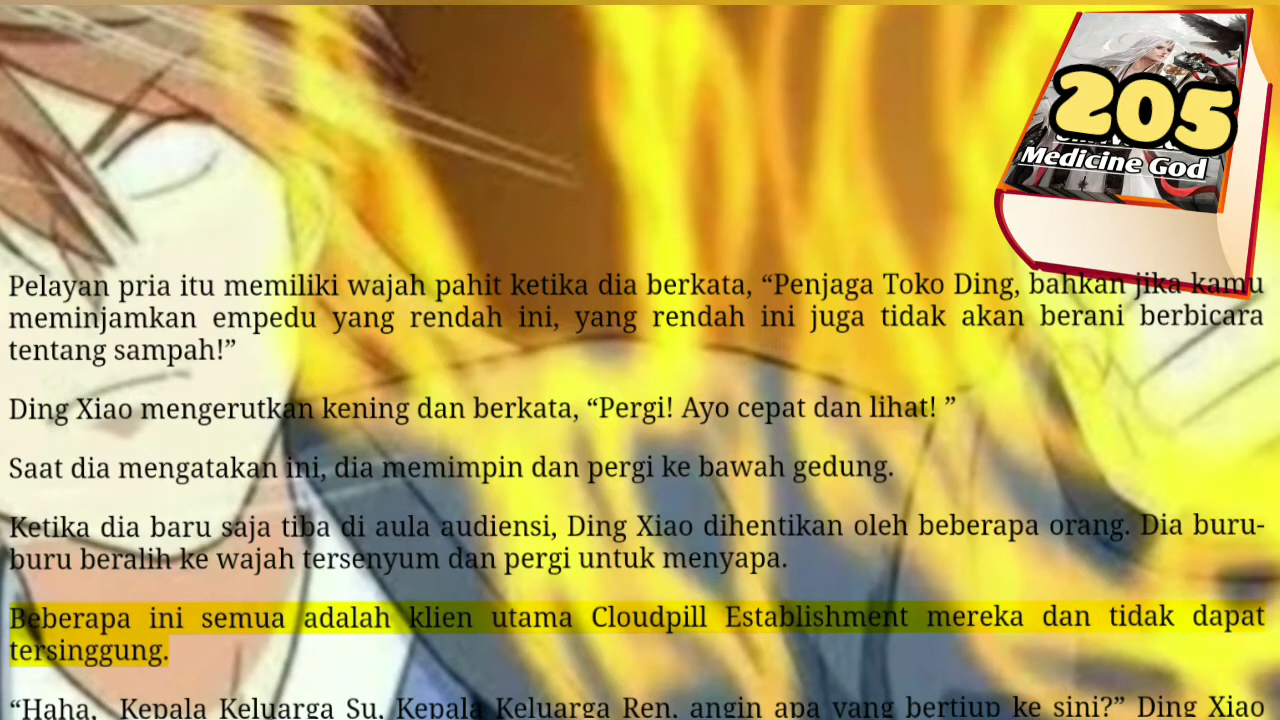 205
Medicine God
Pelayan pria itu memiliki wajah pahit ketika dia berkata, “Penjaga Toko Ding, bahkan jika kamu
meminjamkan empedu yang rendah ini, yang rendah ini juga tidak akan berani berbicara
tentang sampah!”
Ding Xiao mengerutkan kening dan berkata, “Pergi! Ayo cepat dan lihat! ”
Saat dia mengatakan ini, dia memimpin dan pergi ke bawah gedung.
Ketika dia baru saja tiba di aula audiensi, Ding Xiao dihentikan oleh beberapa orang. Dia buru-
buru beralih ke wajah tersenyum dan pergi untuk menyapa.
Beberapa ini semua adalah klien utama Cloudpill Establishment mereka dan tidak dapat
tersinggung.
“Haha, Kepala Keluarga Su, Kepala Keluarga Ren, angin apa yang bertiup ke sini?” Ding Xiao